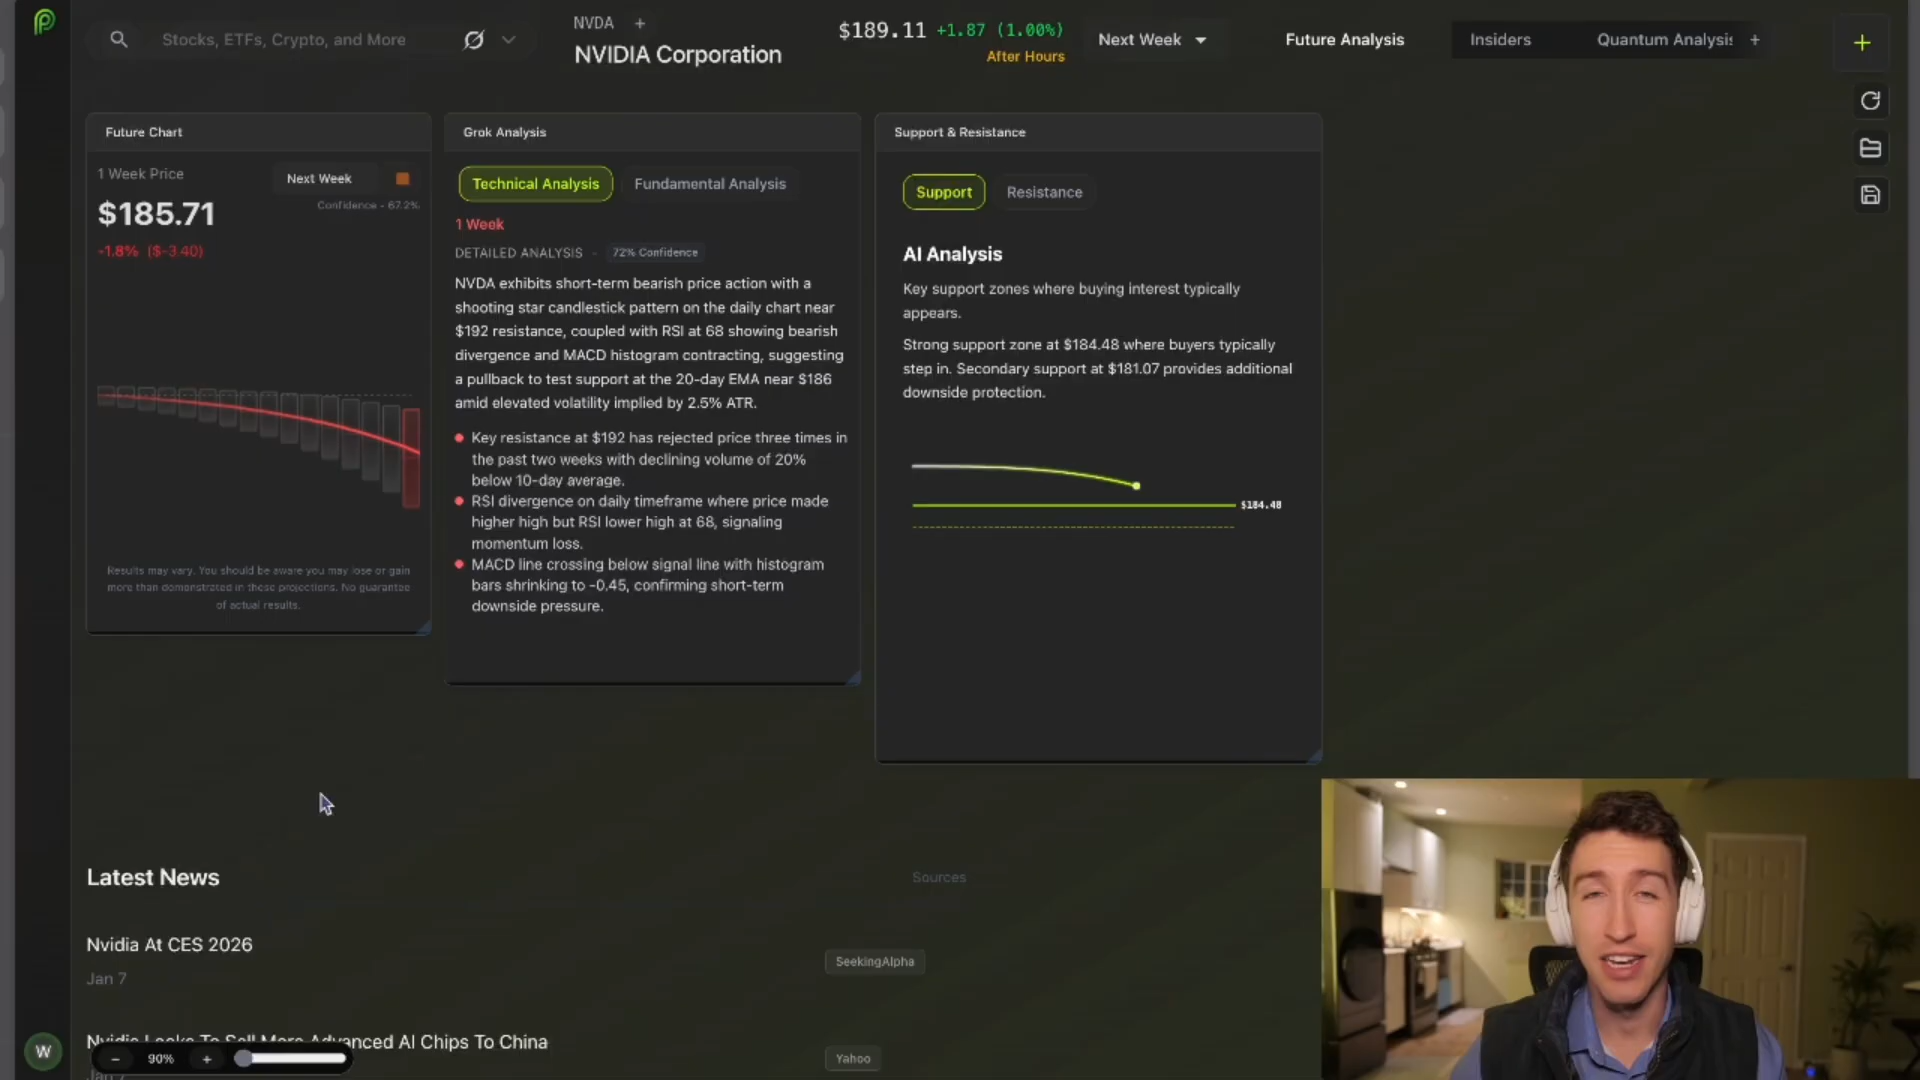 Stocks, ETFs, Crypto, and More
NVDA +
NVIDIA Corporation
$189.11 +1.87 (1.00%)
After Hours
Next Week
Future Analysis
Insiders
Quantum Analysis +
Future Chart
1 Week Price
Next Week
Confidence - 67.2%
$185.71
-1.8% ($-3.40)
Results may vary. You should be aware you may lose or gain
more than demonstrated in these projections. No guarantee
of actual results.
Grok Analysis
Technical Analysis
Fundamental Analysis
1 Week
DETAILED ANALYSIS - 72% Confidence
NVDA exhibits short-term bearish price action with a
shooting star candlestick pattern on the daily chart near
$192 resistance, coupled with RSI at 68 showing bearish
divergence and MACD histogram contracting, suggesting
a pullback to test support at the 20-day EMA near $186
amid elevated volatility implied by 2.5% ATR.
Key resistance at $192 has rejected price three times in
the past two weeks with declining volume of 20%
below 10-day average.
RSI divergence on daily timeframe where price made
higher high but RSI lower high at 68, signaling
momentum loss.
MACD line crossing below signal line with histogram
bars shrinking to -0.45, confirming short-term
downside pressure.
Support & Resistance
Support
Resistance
AI Analysis
Key support zones where buying interest typically
appears.
Strong support zone at $184.48 where buyers typically
step in. Secondary support at $181.07 provides additional
downside protection.
$184.48
Latest News
Sources
Nvidia At CES 2026
Jan 7
SeekingAlpha
Nvidia Looks To Sell More Advanced AI Chips To China
Jan 7
Yahoo
W
- 90% +